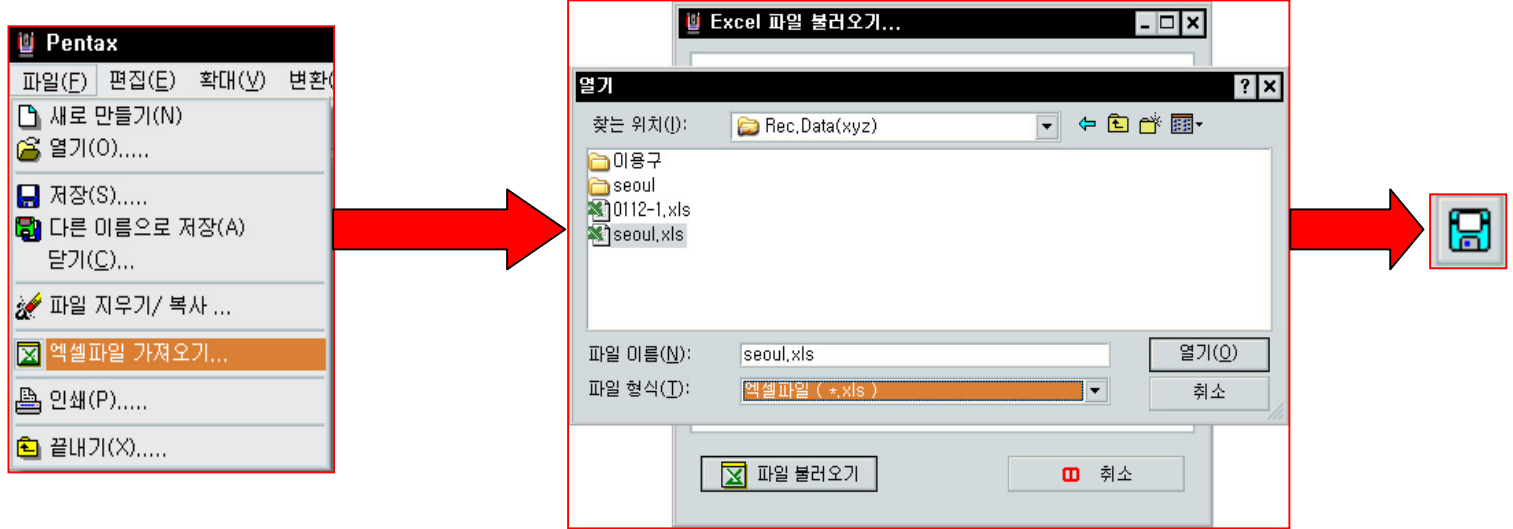 Pentax
파일(F) 편집(E) 확대(V) 변환(
새로 만들기(N)
열기(O).....
저장(S).....
다른 이름으로 저장(A)
닫기(C)...
파일 지우기/ 복사 ...
엑셀파일 가져오기...
인쇄(P).....
끝내기(X).....
Excel 파일 불러오기...
열기
찾는 위치(I): Rec.Data(xyz)
이용구
seoul
0112-1.xls
seoul.xls
파일 이름(N): seoul.xls 열기(O)
파일 형식(T): 엑셀파일 ( *.xls ) 취소
파일 불러오기 취소